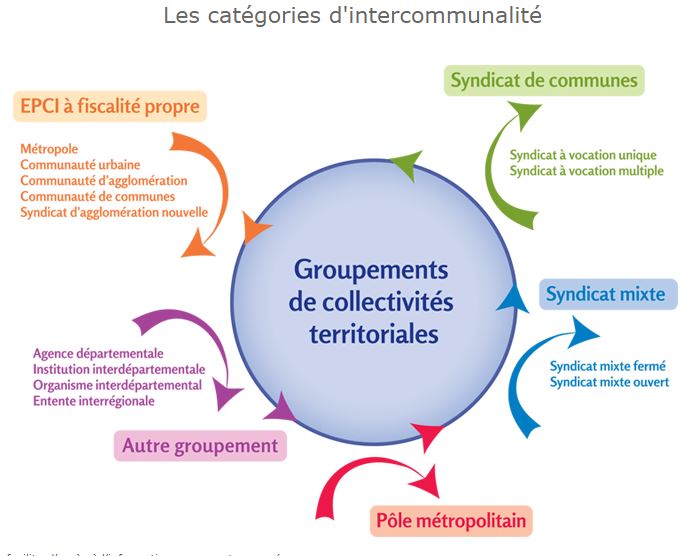 Les catégories d'intercommunalité
EPCI à fiscalité propre
Métropole
Communauté urbaine
Communauté d'agglomération
Communauté de communes
Syndicat d'agglomération nouvelle
Syndicat de communes
Syndicat à vocation unique
Syndicat à vocation multiple
Groupements
de collectivités
territoriales
Syndicat mixte
Syndicat mixte fermé
Syndicat mixte ouvert
Agence départementale
Institution interdépartementale
Organisme interdépartemental
Entente interrégionale
Autre groupement
Pôle métropolitain